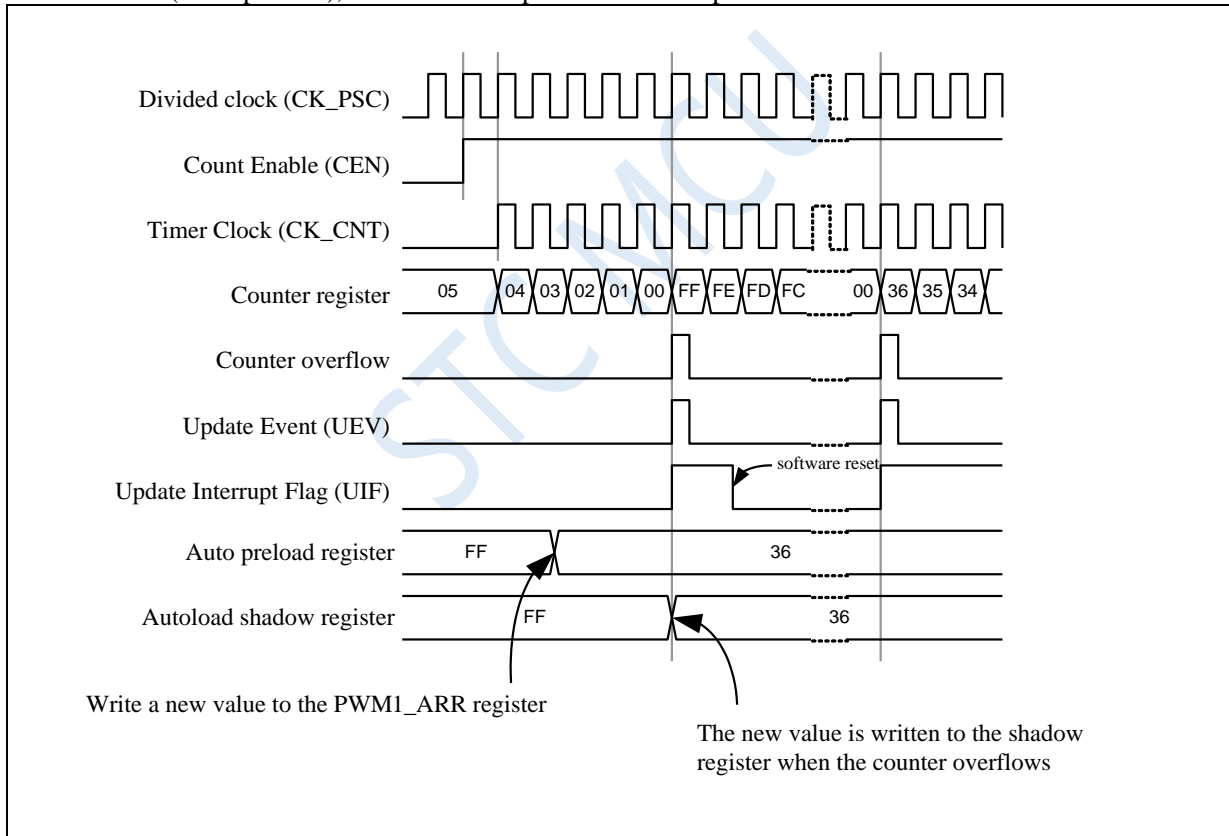 Divided clock (CK_PSC)
Count Enable (CEN)
Timer Clock (CK_CNT)
Counter register 05 04 03 02 01 00 FF FE FD FC 00 36 35 34
Counter overflow
Update Event (UEV)
software reset
Update Interrupt Flag (UIF)
Auto preload register FF 36
Autoload shadow register FF 36
Write a new value to the PWM1_ARR register
The new value is written to the shadow
register when the counter overflows
STC MCU